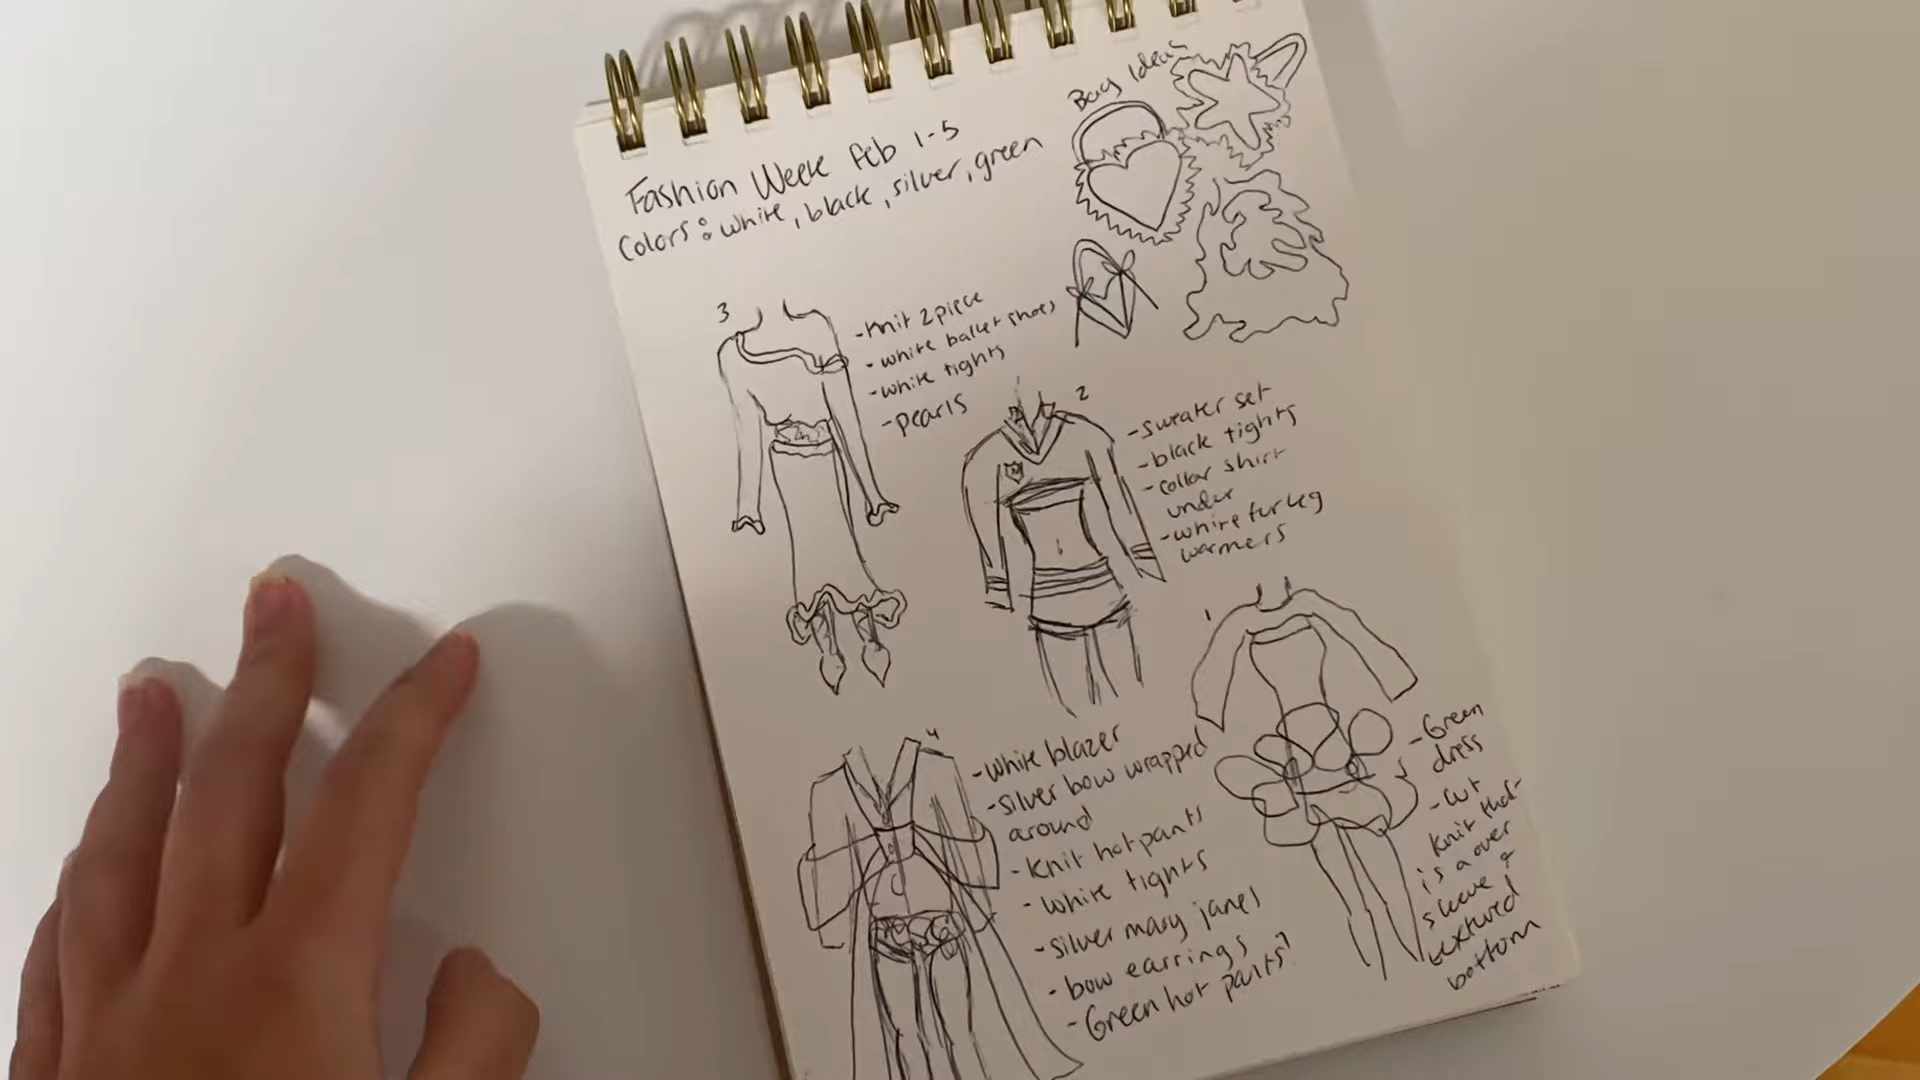 Fashion Week Feb 1-5
Colors: white, black, silver, green
Bag Ideas
3
-Knit 2 piece
-white ballet shoes
-white tights
-pearls
2
-sweater set
-black tights
-collar shirt
under
-white fur leg
warmers
4
-white blazer
-silver bow wrapped
around
-Knit hot pants
-white tights
-silver mary janes
-bow earrings
-Green hot pants?
1
-Green
dress
-cut
Knit that
is a over
sleeve &
textured
bottom